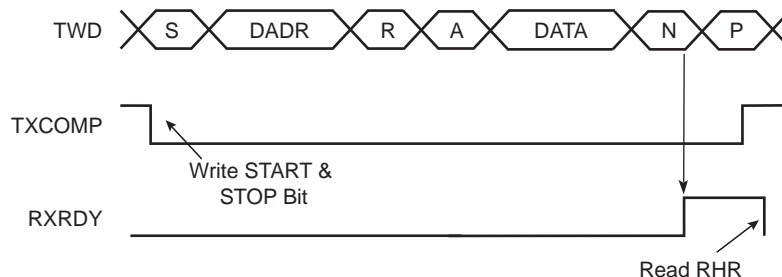 TWD S DADR R A DATA N P
TXCOMP
Write START &
STOP Bit
RXRDY
Read RHR